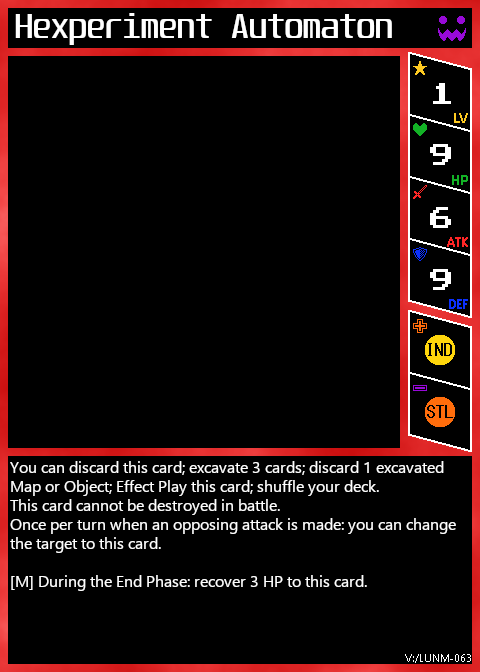 Hexperiment Automaton
1
LV
9
HP
6
ATK
9
DEF
IND
STL
You can discard this card; excavate 3 cards; discard 1 excavated
Map or Object; Effect Play this card; shuffle your deck.
This card cannot be destroyed in battle.
Once per turn when an opposing attack is made: you can change
the target to this card.
[M] During the End Phase: recover 3 HP to this card.
V:/LUNM-063